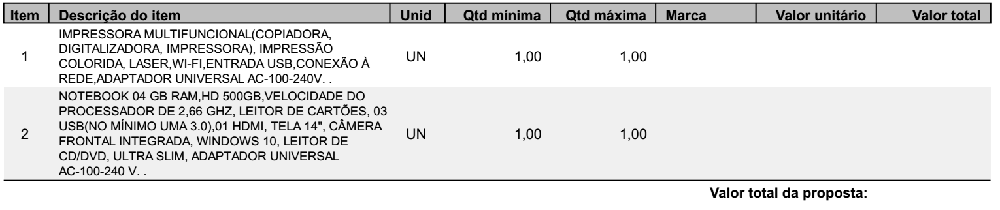 Item Descrição do item Unid Qtd mínima Qtd máxima Marca Valor unitário Valor total
IMPRESSORA MULTIFUNCIONAL(COPIADORA,
DIGITALIZADORA, IMPRESSORA), IMPRESSÃO
1 COLORIDA, LASER,WI-FI,ENTRADA USB,CONEXÃO À UN 1,00 1,00
REDE,ADAPTADOR UNIVERSAL AC-100-240V. .
NOTEBOOK 04 GB RAM,HD 500GB,VELOCIDADE DO
PROCESSADOR DE 2,66 GHZ, LEITOR DE CARTÕES, 03
USB(NO MÍNIMO UMA 3.0),01 HDMI, TELA 14", CÂMERA
2 FRONTAL INTEGRADA, WINDOWS 10, LEITOR DE UN 1,00 1,00
CD/DVD, ULTRA SLIM, ADAPTADOR UNIVERSAL
AC-100-240 V. .
Valor total da proposta: